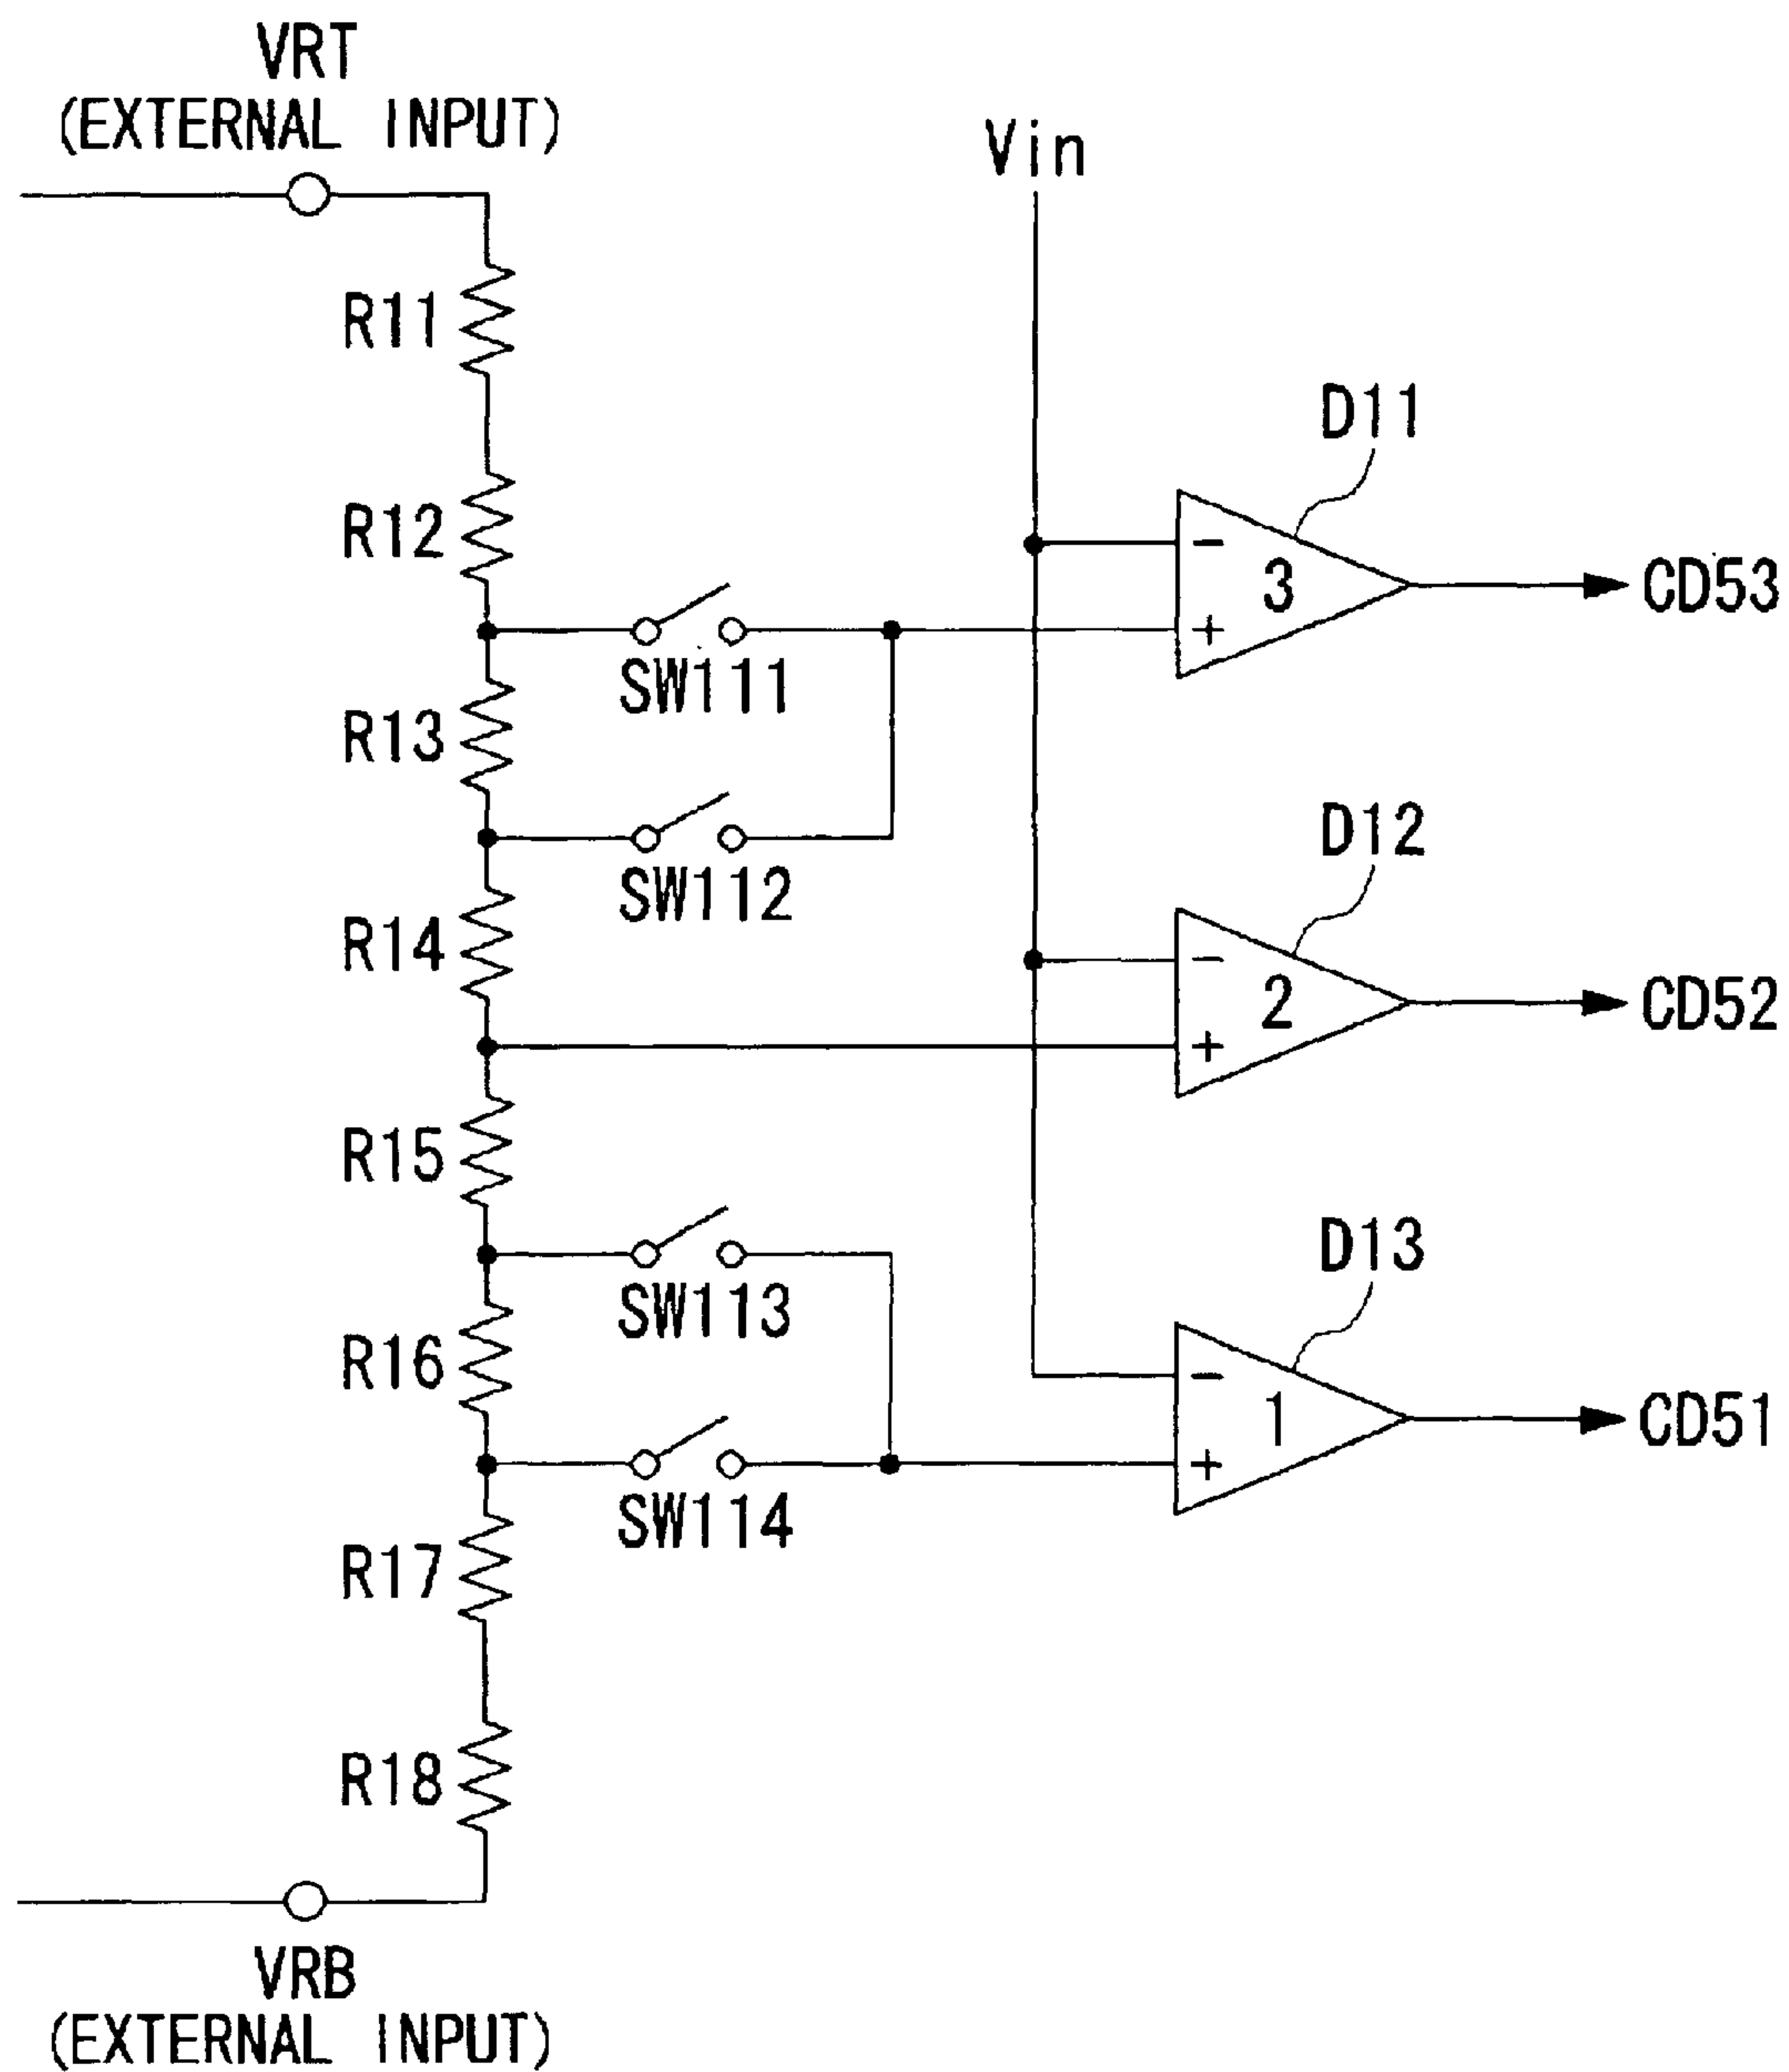 VRT
(EXTERNAL INPUT)
Vin
R11
D11
R12
-
3
CD53
+
SW111
R13
D12
SW112
R14
-
2
CD52
+
R15
D13
SW113
R16
-
1
CD51
+
SW114
R17
R18
VRB
(EXTERNAL INPUT)